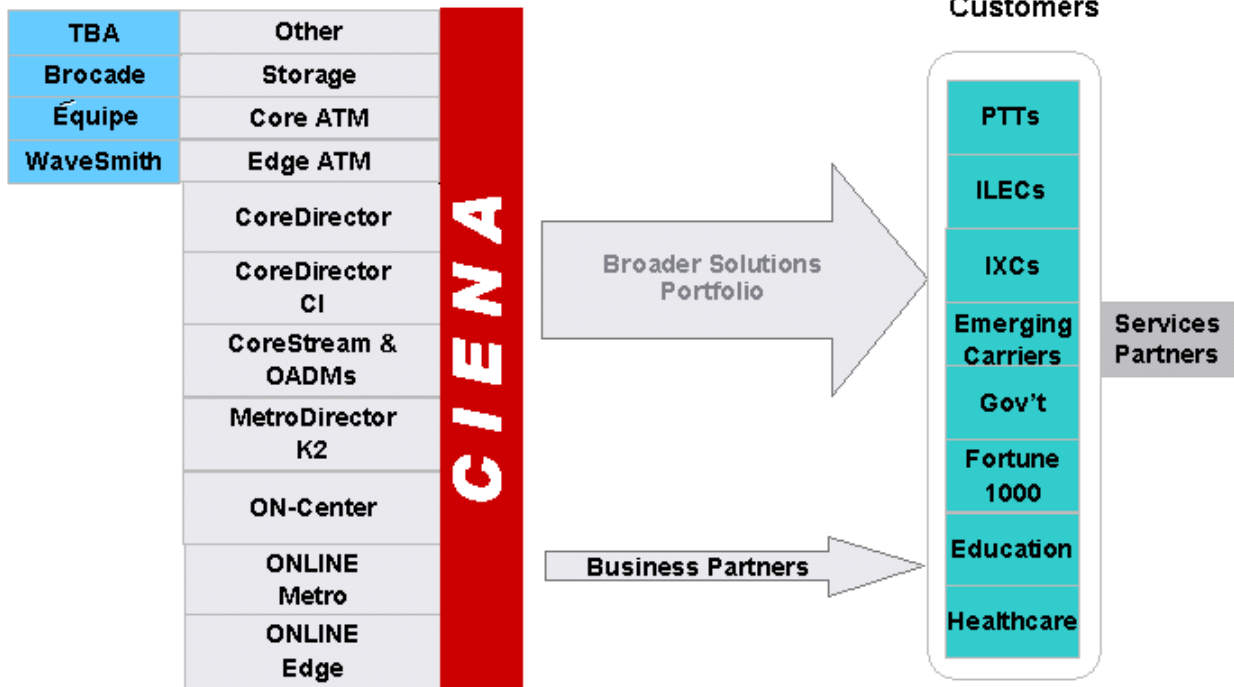 Customers
TBA
Other
Brocade
Storage
Équipe
Core ATM
WaveSmith
Edge ATM
CoreDirector
CoreDirector
CI
CoreStream &
OADMs
MetroDirector
K2
ON-Center
ONLINE
Metro
ONLINE
Edge
CIENA
Broader Solutions
Portfolio
Business Partners
PTTs
ILECs
IXCs
Emerging
Carriers
Gov't
Fortune
1000
Education
Healthcare
Services
Partners